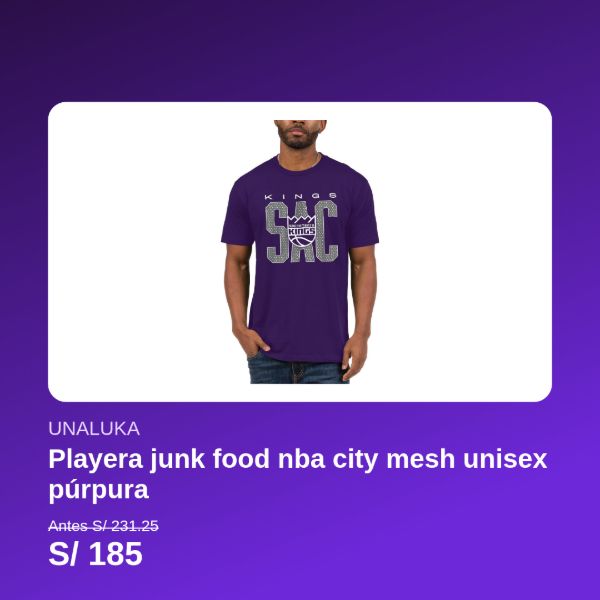 KINGS
SAC
KINGS
UNALUKA
Playera junk food nba city mesh unisex
púrpura
Antes S/ 231.25
S/ 185